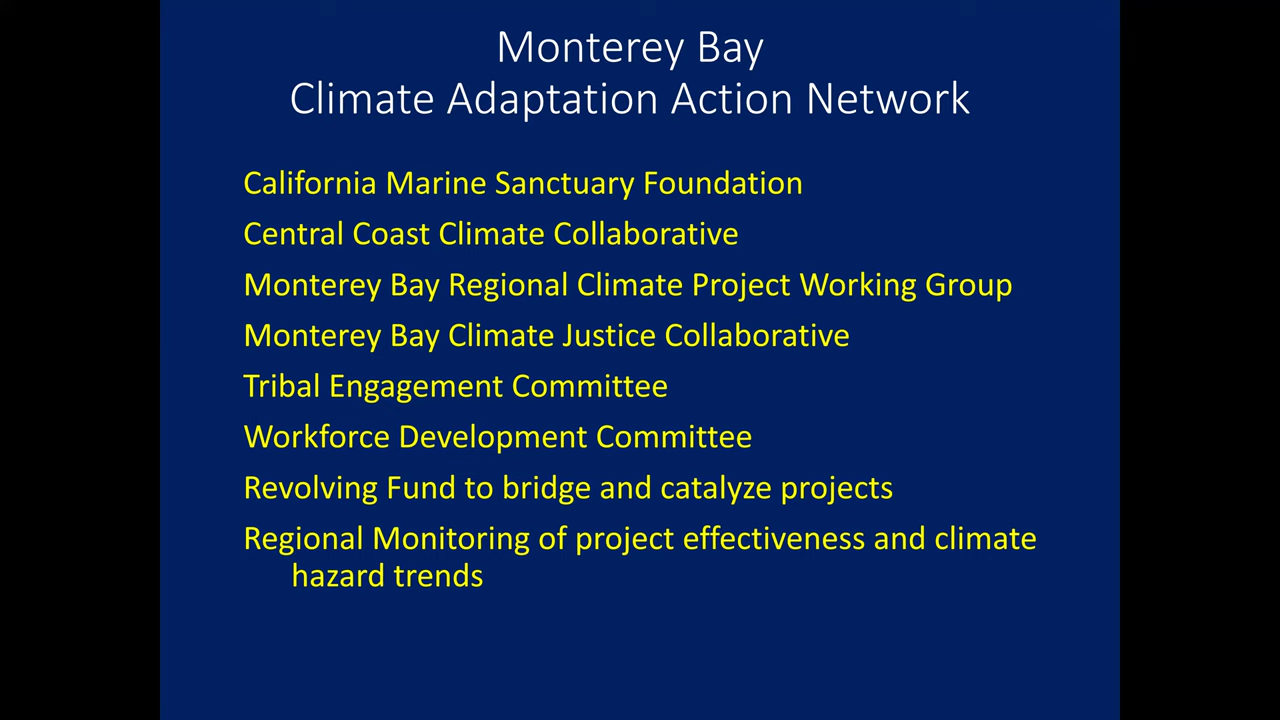 Monterey Bay
Climate Adaptation Action Network
California Marine Sanctuary Foundation
Central Coast Climate Collaborative
Monterey Bay Regional Climate Project Working Group
Monterey Bay Climate Justice Collaborative
Tribal Engagement Committee
Workforce Development Committee
Revolving Fund to bridge and catalyze projects
Regional Monitoring of project effectiveness and climate
hazard trends